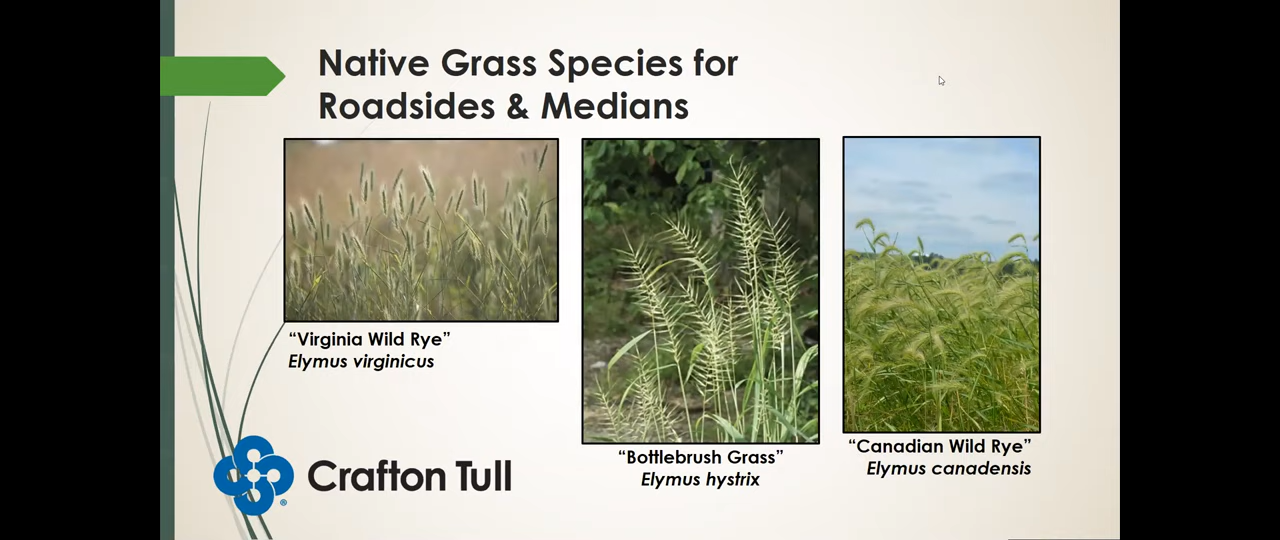 Native Grass Species for
Roadsides & Medians
“Virginia Wild Rye”
Elymus virginicus
“Bottlebrush Grass”
Elymus hystrix
“Canadian Wild Rye”
Elymus canadensis
Crafton Tull
®